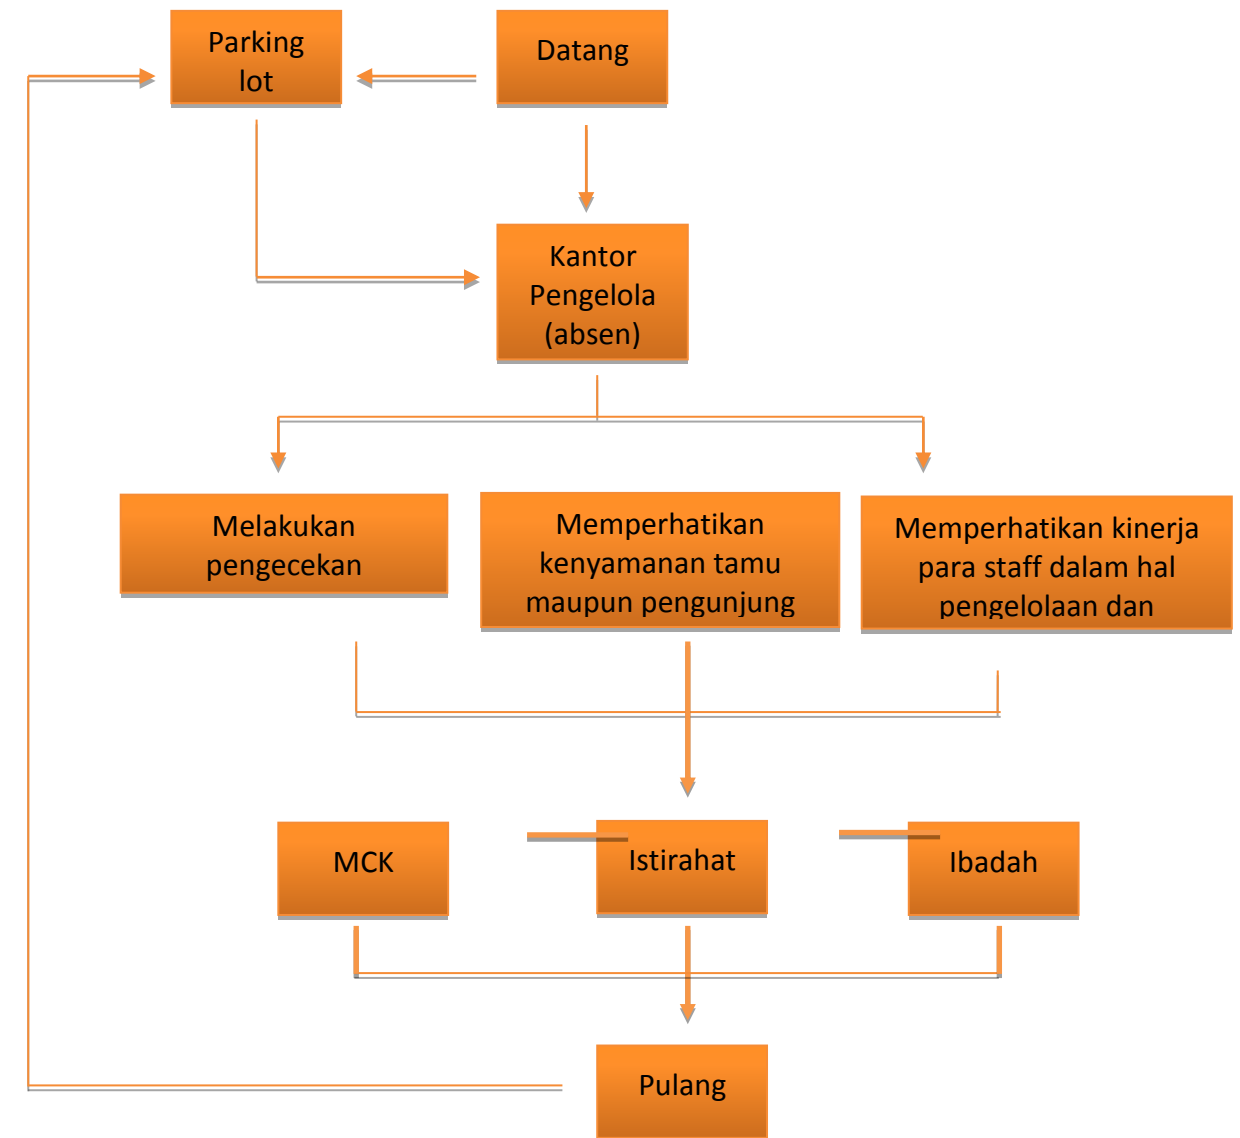 Parking
lot
Datang
Kantor
Pengelola
(absen)
Melakukan
pengecekan
Memperhatikan
kenyamanan tamu
maupun pengunjung
Memperhatikan kinerja
para staff dalam hal
pengelolaan dan
MCK
Istirahat
Ibadah
Pulang